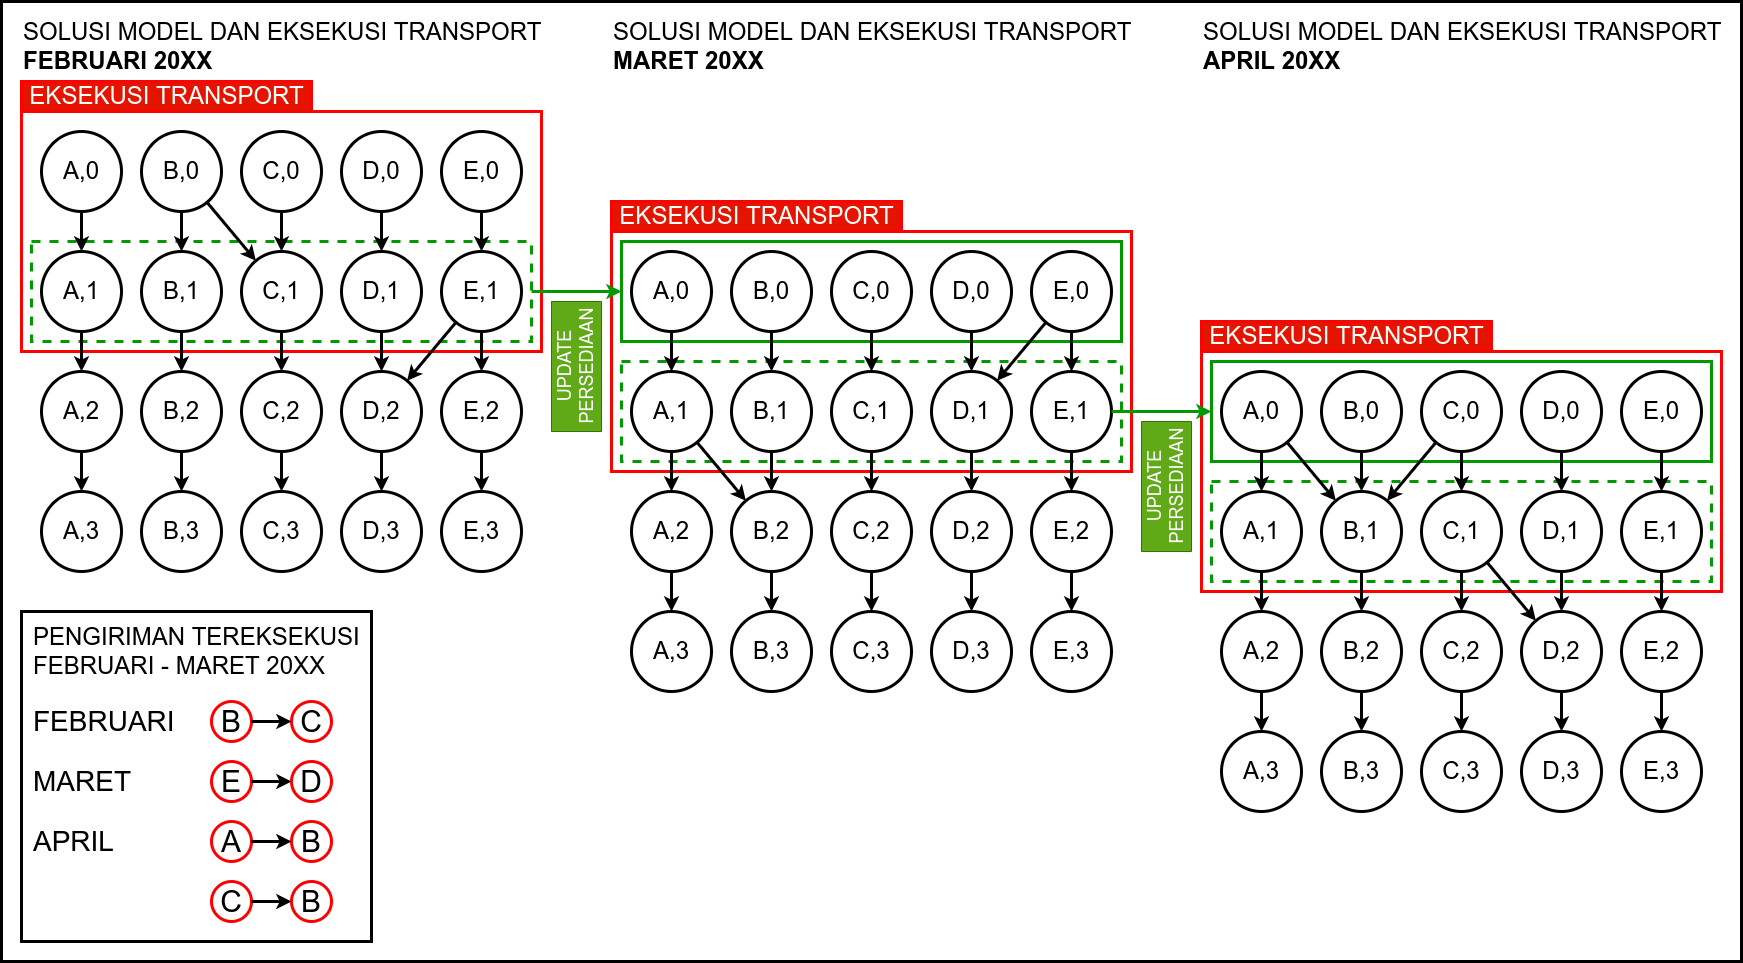 SOLUSI MODEL DAN EKSEKUSI TRANSPORT
FEBRUARI 20XX
EKSEKUSI TRANSPORT
A,0 B,0 C,0 D,0 E,0
A,1 B,1 C,1 D,1 E,1
A,2 B,2 C,2 D,2 E,2
A,3 B,3 C,3 D,3 E,3
UPDATE
PERSEDIAAN
SOLUSI MODEL DAN EKSEKUSI TRANSPORT
MARET 20XX
EKSEKUSI TRANSPORT
A,0 B,0 C,0 D,0 E,0
A,1 B,1 C,1 D,1 E,1
A,2 B,2 C,2 D,2 E,2
A,3 B,3 C,3 D,3 E,3
UPDATE
PERSEDIAAN
SOLUSI MODEL DAN EKSEKUSI TRANSPORT
APRIL 20XX
EKSEKUSI TRANSPORT
A,0 B,0 C,0 D,0 E,0
A,1 B,1 C,1 D,1 E,1
A,2 B,2 C,2 D,2 E,2
A,3 B,3 C,3 D,3 E,3
PENGIRIMAN TEREKSEKUSI
FEBRUARI - MARET 20XX
FEBRUARI B C
MARET E D
APRIL A B
C B